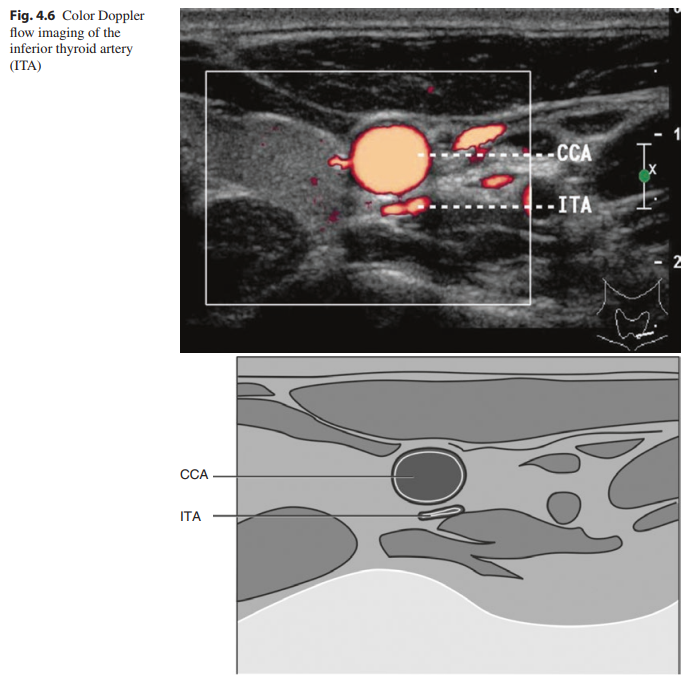 Fig. 4.6 Color Doppler
flow imaging of the
inferior thyroid artery
(ITA)
1
CCA
x
ITA
2
CCA
ITA